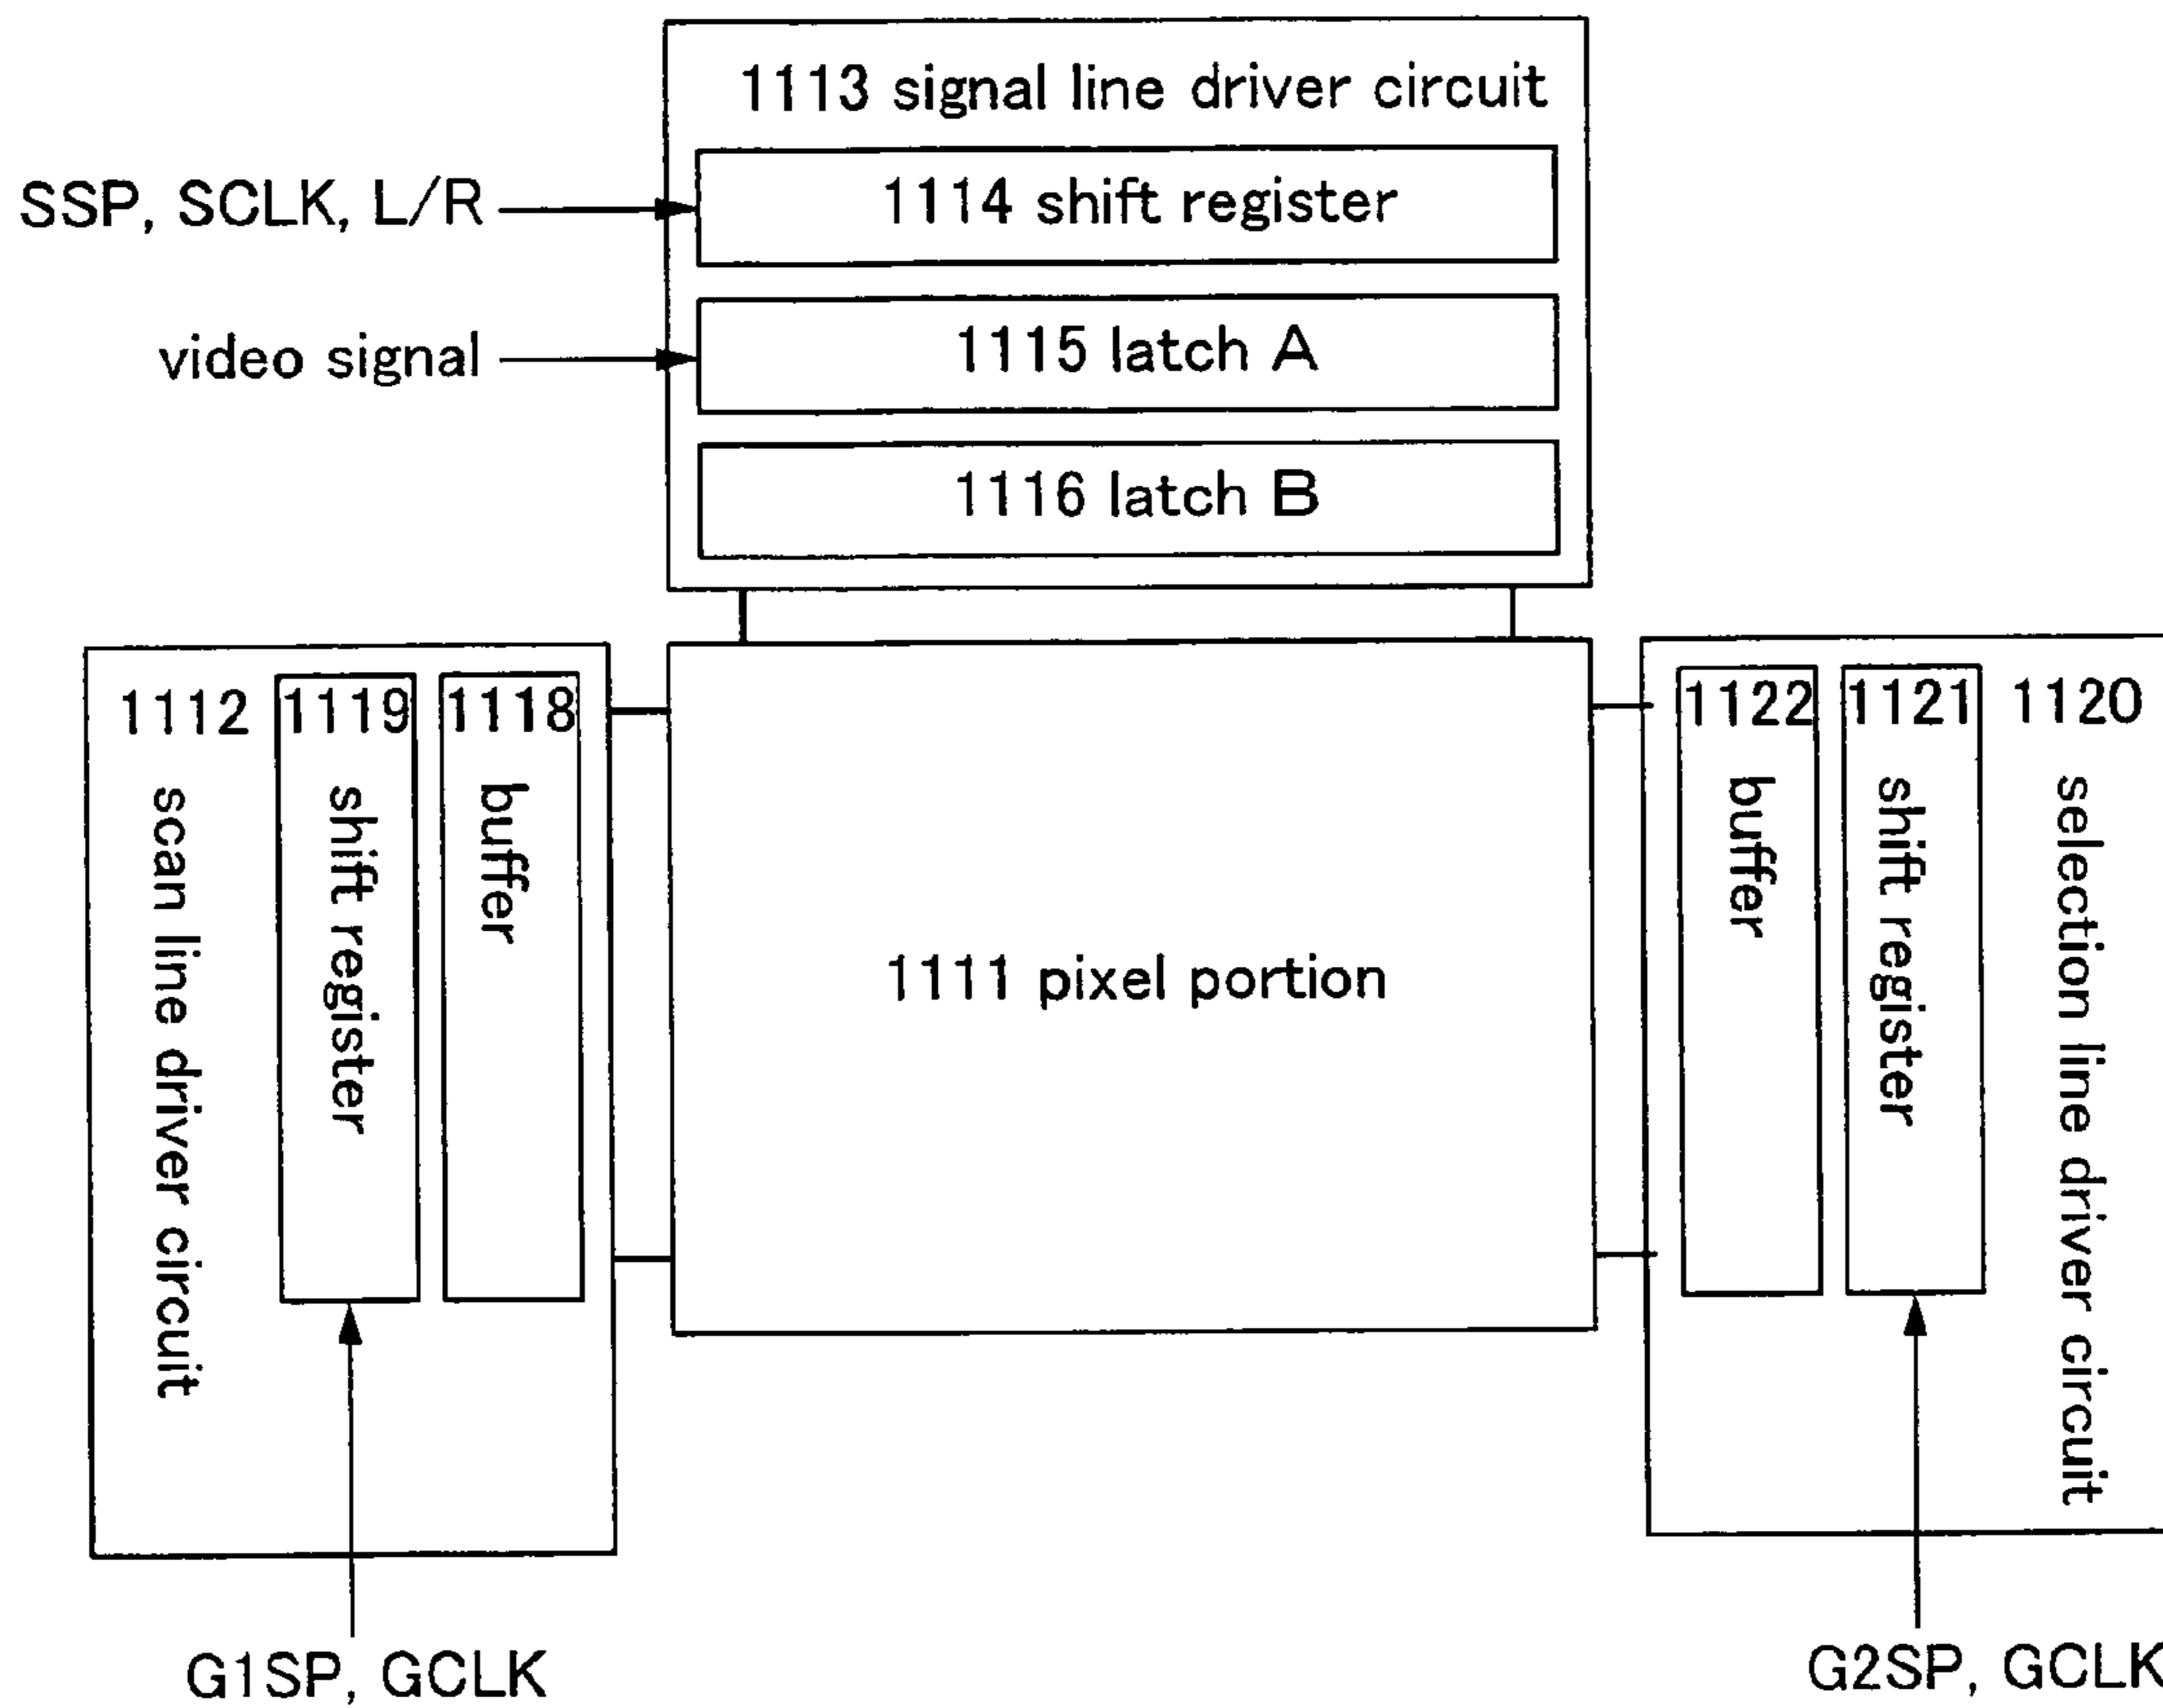 1113 signal line driver circuit
SSP, SCLK, L/R
1114 shift register
video signal
1115 latch A
1116 latch B
1112 scan line driver circuit
1119 shift register
1118 buffer
1111 pixel portion
1122 buffer
1121 shift register
1120 selection line driver circuit
G1SP, GCLK
G2SP, GCLK